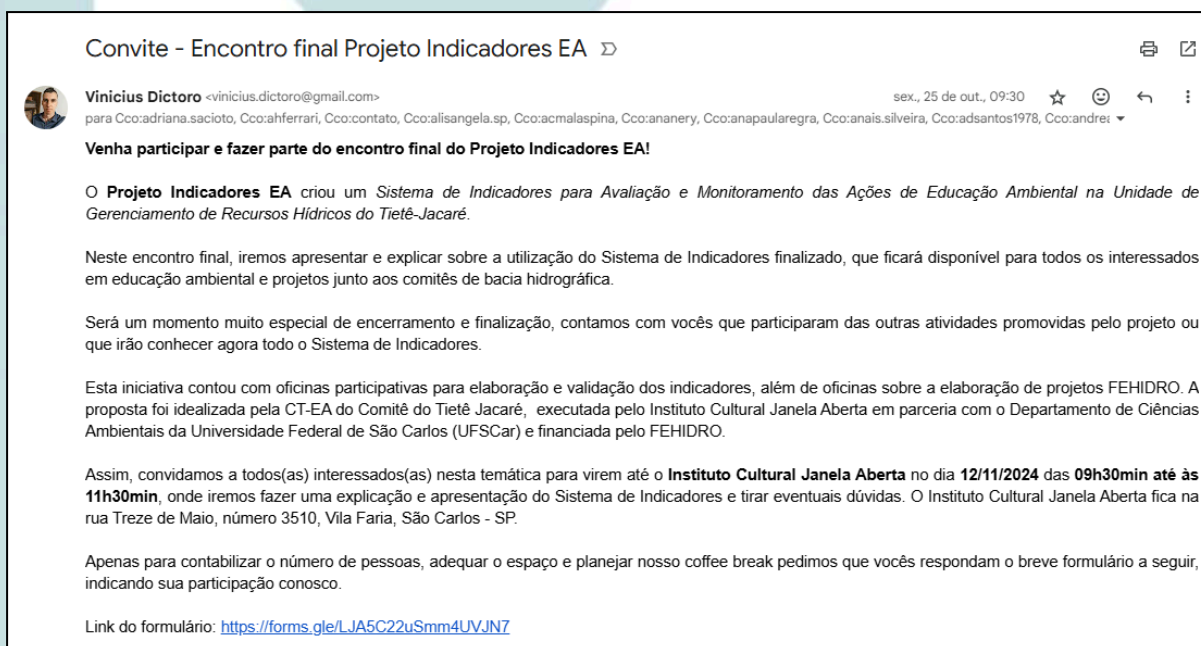 Convite - Encontro final Projeto Indicadores EA
Vinicius Dictoro <vinicius.dictoro@gmail.com>
sex., 25 de out., 09:30
para Cco:adriana.sacioto, Cco:ahferrari, Cco:contato, Cco:alisangela.sp, Cco:acmalaspina, Cco:ananery, Cco:anapaularegra, Cco:anais.silveira, Cco:adsantos1978, Cco:andrea
Venha participar e fazer parte do encontro final do Projeto Indicadores EA!
O Projeto Indicadores EA criou um Sistema de Indicadores para Avaliação e Monitoramento das Ações de Educação Ambiental na Unidade de
Gerenciamento de Recursos Hídricos do Tietê-Jacaré.
Neste encontro final, iremos apresentar e explicar sobre a utilização do Sistema de Indicadores finalizado, que ficará disponível para todos os interessados
em educação ambiental e projetos junto aos comitês de bacia hidrográfica.
Será um momento muito especial de encerramento e finalização, contamos com vocês que participaram das outras atividades promovidas pelo projeto ou
que irão conhecer agora todo o Sistema de Indicadores.
Esta iniciativa contou com oficinas participativas para elaboração e validação dos indicadores, além de oficinas sobre a elaboração de projetos FEHIDRO. A
proposta foi idealizada pela CT-EA do Comitê do Tietê Jacaré, executada pelo Instituto Cultural Janela Aberta em parceria com o Departamento de Ciências
Ambientais da Universidade Federal de São Carlos (UFSCar) e financiada pelo FEHIDRO.
Assim, convidamos a todos(as) interessados(as) nesta temática para virem até o Instituto Cultural Janela Aberta no dia 12/11/2024 das 09h30min até às
11h30min, onde iremos fazer uma explicação e apresentação do Sistema de Indicadores e tirar eventuais dúvidas. O Instituto Cultural Janela Aberta fica na
rua Treze de Maio, número 3510, Vila Faria, São Carlos - SP.
Apenas para contabilizar o número de pessoas, adequar o espaço e planejar nosso coffee break pedimos que vocês respondam o breve formulário a seguir,
indicando sua participação conosco.
Link do formulário: https://forms.gle/LJA5C22uSmm4UVJN7